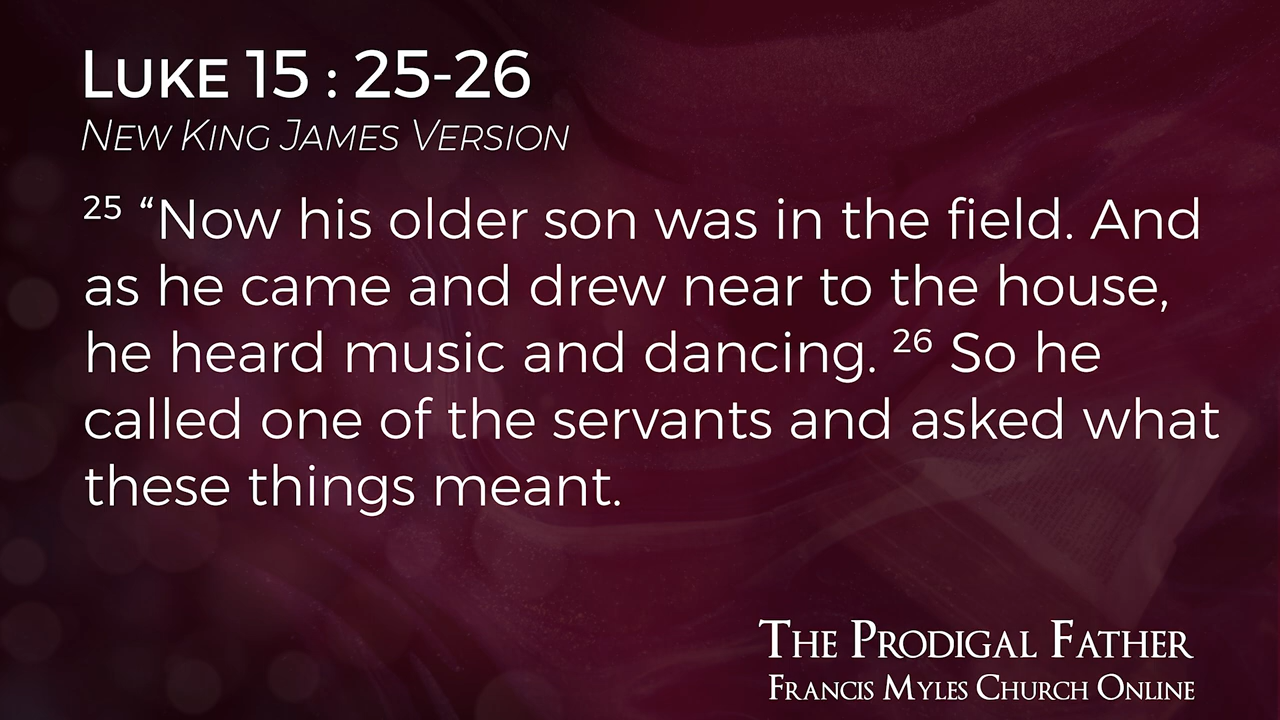 Luke 15 : 25-26
New King James Version
25 “Now his older son was in the field. And
as he came and drew near to the house,
he heard music and dancing. 26 So he
called one of the servants and asked what
these things meant.
The Prodigal Father
Francis Myles Church Online